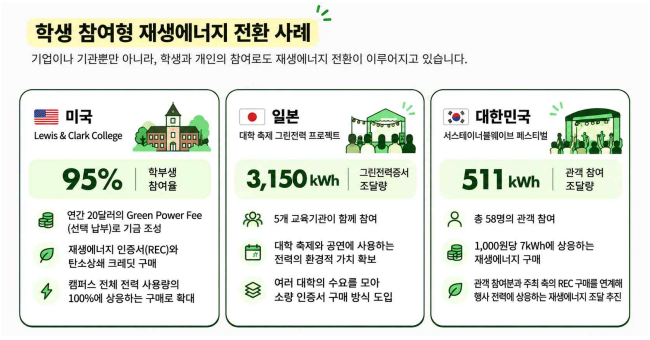 학생 참여형 재생에너지 전환 사례
기업이나 기관뿐만 아니라, 학생과 개인의 참여로도 재생에너지 전환이 이루어지고 있습니다.
미국
Lewis & Clark College
95%
학부생
참여율
연간 20달러의 Green Power Fee
(선택 납부)로 기금 조성
재생에너지 인증서(REC)와
탄소상쇄 크레딧 구매
캠퍼스 전체 전력 사용량의
100%에 상응하는 구매로 확대
일본
대학 축제 그린전력 프로젝트
3,150 kWh
그린전력증서
조달량
5개 교육기관이 함께 참여
대학 축제와 공연에 사용하는
전력의 환경적 가치 확보
여러 대학의 수요를 모아
소량 인증서 구매 방식 도입
대한민국
서스테이너블웨이브 페스티벌
511 kWh
관객 참여
조달량
총 58명의 관객 참여
1,000원당 7kWh에 상응하는
재생에너지 구매
관객 참여분과 주최 측의 REC 구매를 연계해
행사 전력에 상응하는 재생에너지 조달 추진